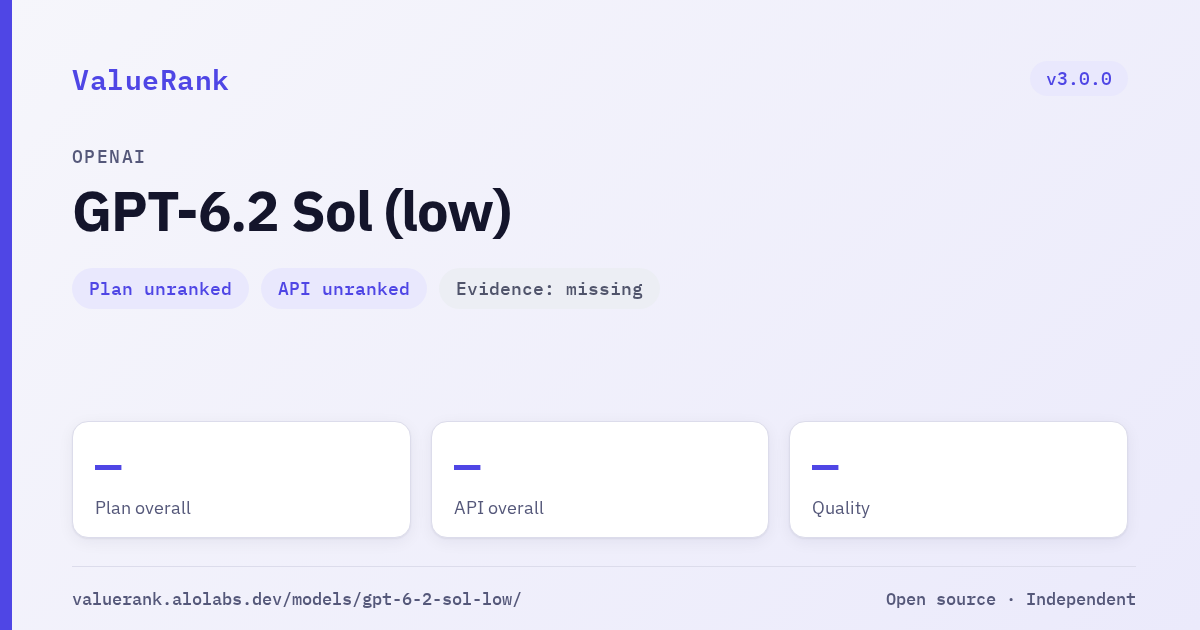 ValueRank
v3.0.0
OPENAI
GPT-6.2 Sol (low)
Plan unranked
API unranked
Evidence: missing
—
Plan overall
—
API overall
—
Quality
valuerank.alolabs.dev/models/gpt-6-2-sol-low/
Open source · Independent